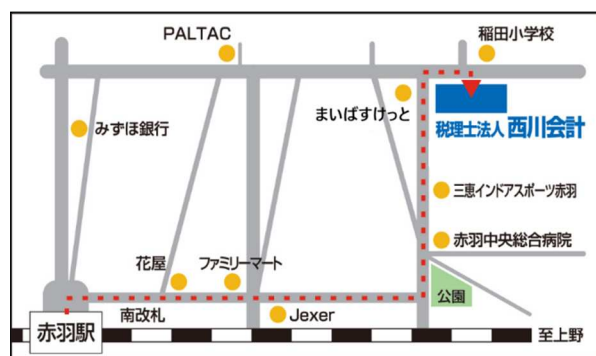 PALTAC
稲田小学校
みずほ銀行
まいばすけっと
税理士法人 西川会計
三恵インドアスポーツ赤羽
赤羽中央総合病院
花屋
ファミリーマート
公園
南改札
Jexer
赤羽駅
至上野